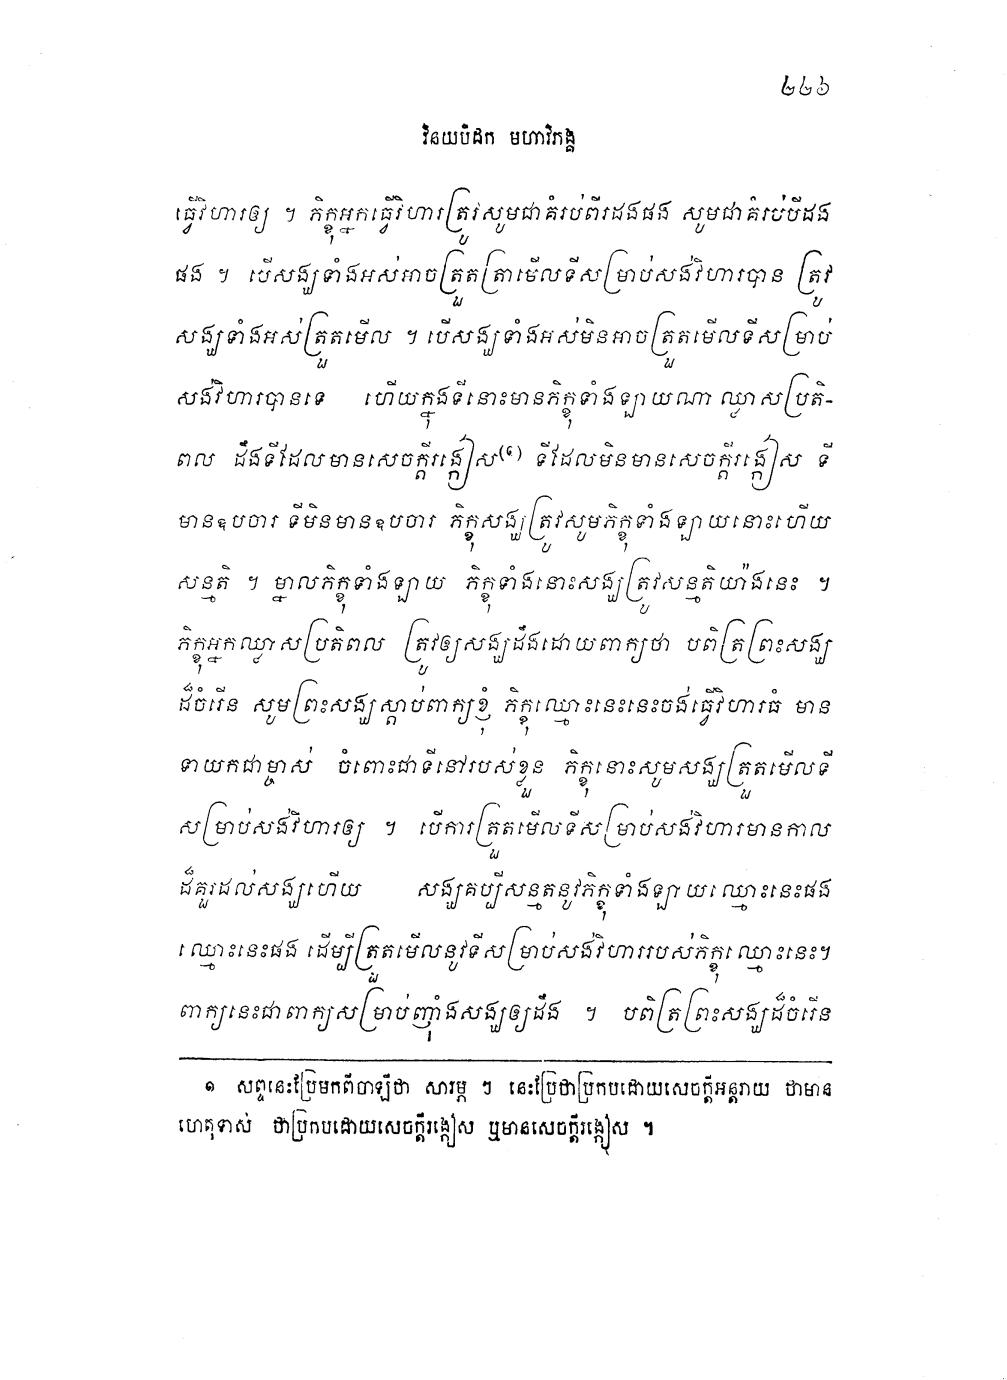 ២២៦
វិនយបិដក មហាវិភង្គ
ធ្វើវិហារឲ្យ ។ ភិក្ខុអ្នកធ្វើវិហារត្រូវសូមជាគំរប់ពីរដងផង សូមជាគំរប់បីដង
ផង ។ បើសង្ឃទាំងអស់អាចត្រួតត្រាមើលទីសម្រាប់សង់វិហារបាន ត្រូវ
សង្ឃទាំងអស់ត្រួតមើល ។ បើសង្ឃទាំងអស់មិនអាចត្រួតមើលទីសម្រាប់
សង់វិហារបានទេ ហើយក្នុងទីនោះមានភិក្ខុទាំងឡាយណា ឈ្លាសប្រតិ-
ពល ដឹងទីដែលមានសេចក្តីរង្កៀស(១) ទីដែលមិនមានសេចក្តីរង្កៀស ទី
មានឧបចារ ទីមិនមានឧបចារ ភិក្ខុសង្ឃត្រូវសូមភិក្ខុទាំងឡាយនោះហើយ
សន្មតិ ។ ម្នាលភិក្ខុទាំងឡាយ ភិក្ខុទាំងនោះសង្ឃត្រូវសន្មតិយ៉ាងនេះ ។
ភិក្ខុអ្នកឈ្លាសប្រតិពល ត្រូវឲ្យសង្ឃដឹងដោយពាក្យថា បពិត្រព្រះសង្ឃ
ដ៏ចំរើន សូមព្រះសង្ឃស្តាប់ពាក្យខ្ញុំ ភិក្ខុឈ្មោះនេះនេះចង់ធ្វើវិហារធំ មាន
ទាយកជាម្ចាស់ ចំពោះជាទីនៅរបស់ខ្លួន ភិក្ខុនោះសូមសង្ឃត្រួតមើលទី
សម្រាប់សង់វិហារឲ្យ ។ បើការត្រួតមើលទីសម្រាប់សង់វិហារមានកាល
ដ៏គួរដល់សង្ឃហើយ សង្ឃគប្បីសន្មតនូវភិក្ខុទាំងឡាយឈ្មោះនេះផង
ឈ្មោះនេះផង ដើម្បីត្រួតមើលនូវទីសម្រាប់សង់វិហាររបស់ភិក្ខុឈ្មោះនេះ។
ពាក្យនេះជាពាក្យសម្រាប់ញ៉ាំងសង្ឃឲ្យដឹង ។ បពិត្រព្រះសង្ឃដ៏ចំរើន
១ សព្ទនេះប្រែមកពីបាឡីថា សារម្ភ ៗ នេះប្រែថាប្រកបដោយសេចក្តីអន្តរាយ ថាមាន
ហេតុទាស់ ថាប្រកបដោយសេចក្តីរង្កៀស ឬមានសេចក្តីរង្កៀស ។